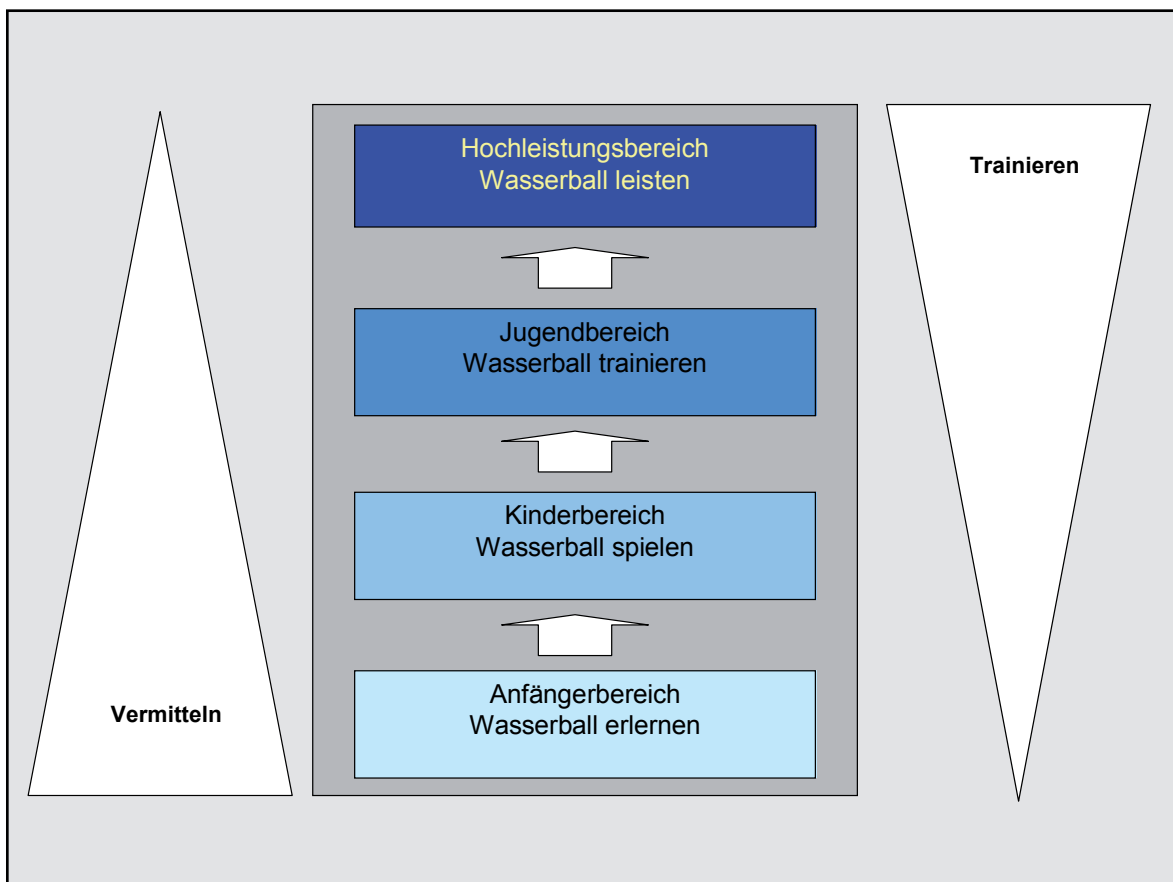 Hochleistungsbereich
Wasserball leisten
Trainieren
Jugendbereich
Wasserball trainieren
Kinderbereich
Wasserball spielen
Anfängerbereich
Wasserball erlernen
Vermitteln